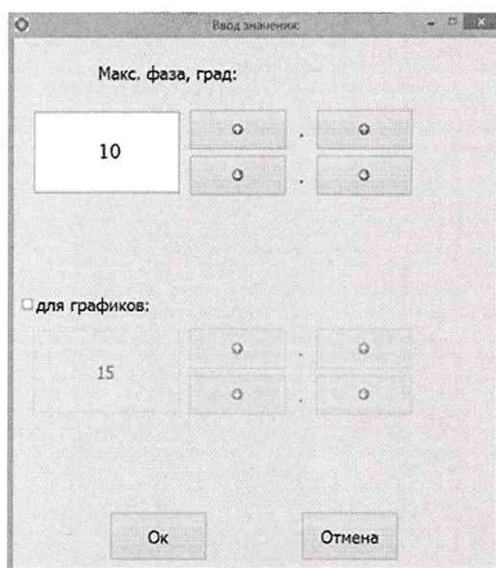 Ввод значения:
Макс. фаза, град:
10
.
.
для графиков:
15
.
.
Ок
Отмена